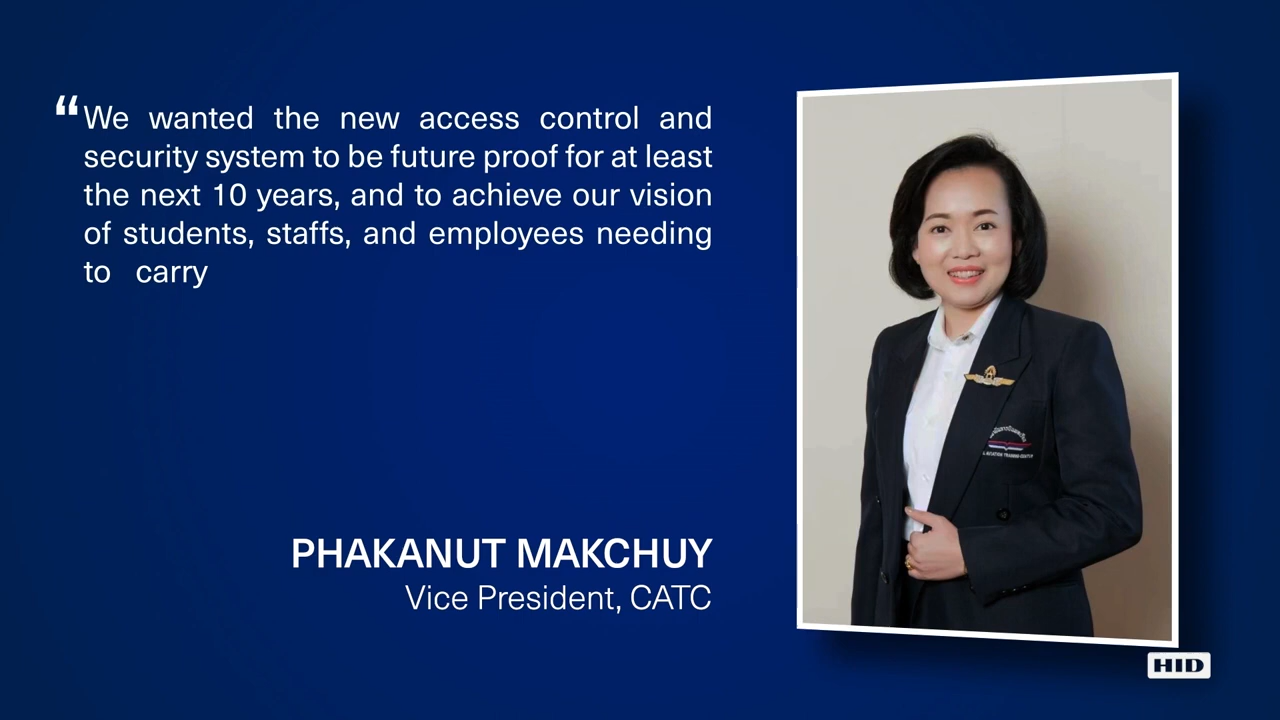 “We wanted the new access control and
security system to be future proof for at least
the next 10 years, and to achieve our vision
of students, staffs, and employees needing
to carry
PHAKANUT MAKCHUY
Vice President, CATC
HID